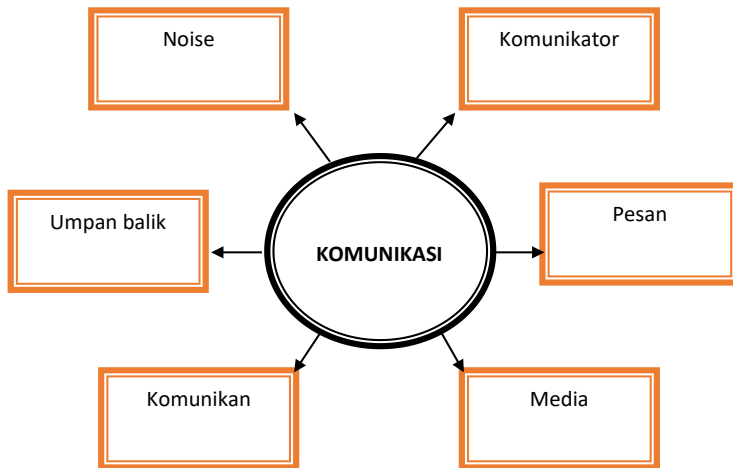 Noise
Komunikator
Umpan balik
KOMUNIKASI
Pesan
Komunikan
Media